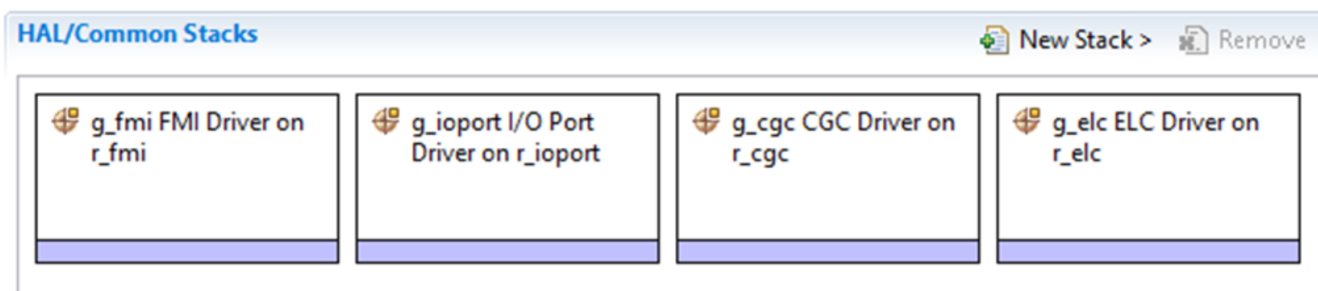 HAL/Common Stacks
New Stack > Remove
g_fmi FMI Driver on
r_fmi
g_ioport I/O Port
Driver on r_ioport
g_cgc CGC Driver on
r_cgc
g_elc ELC Driver on
r_elc